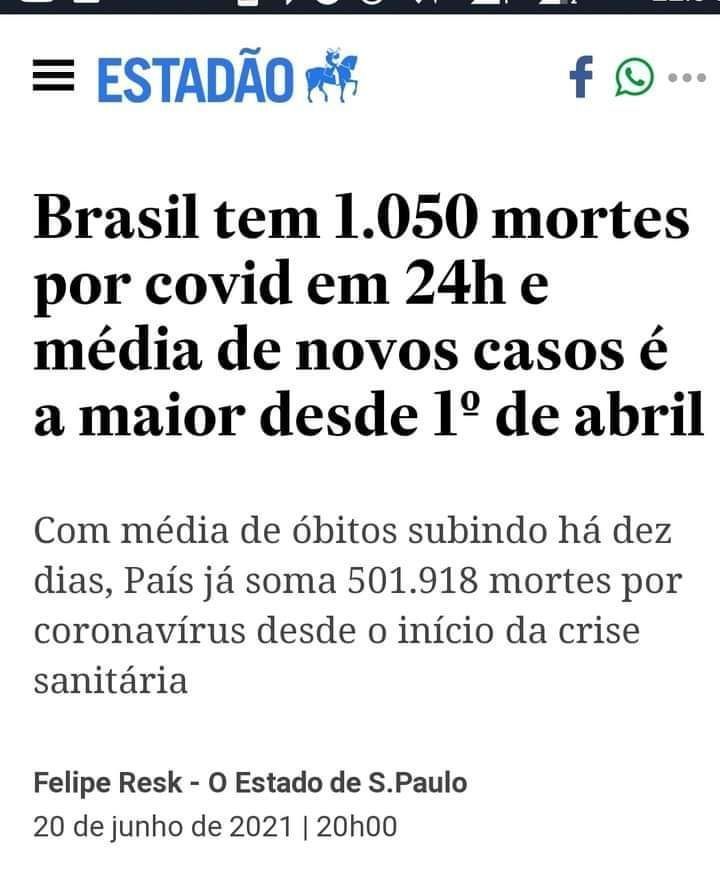 ESTADÃO
Brasil tem 1.050 mortes
por covid em 24h e
média de novos casos é
a maior desde 1º de abril
Com média de óbitos subindo há dez
dias, País já soma 501.918 mortes por
coronavírus desde o início da crise
sanitária
Felipe Resk - O Estado de S.Paulo
20 de junho de 2021 | 20h00